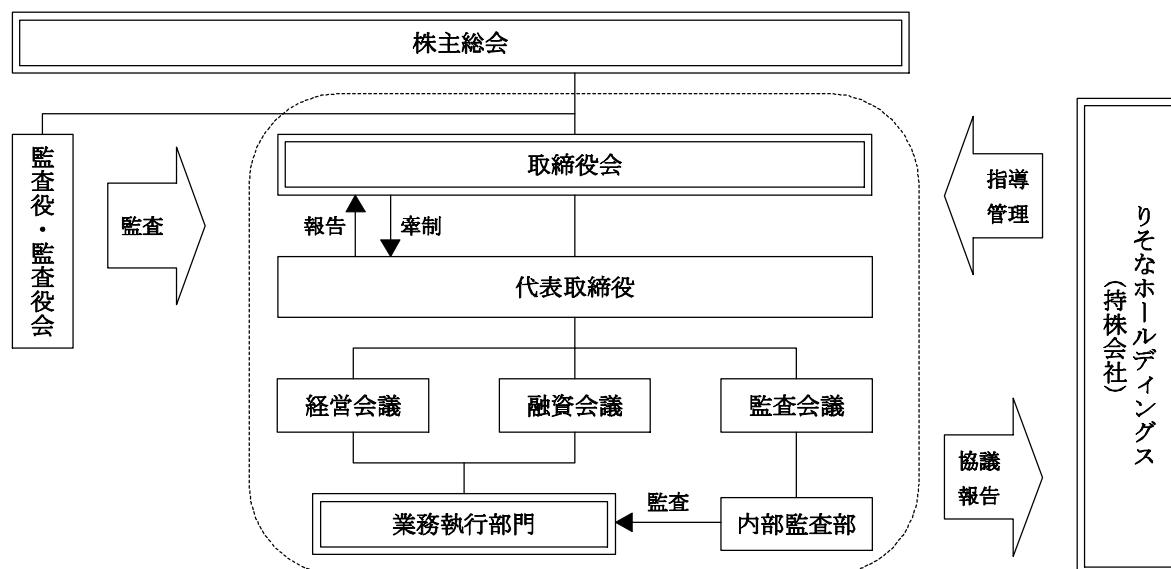 株主総会
監査役・監査役会
監査
取締役会
報告
牽制
代表取締役
経営会議
融資会議
監査会議
業務執行部門
監査
内部監査部
指導
管理
協議
報告
りそなホールディングス
（持株会社）